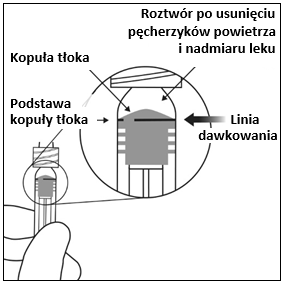 Roztwór po usunięciu
pęcherzyków powietrza
i nadmiaru leku
Kopuła tłoka
Podstawa
kopuły tłoka
Linia
dawkowania